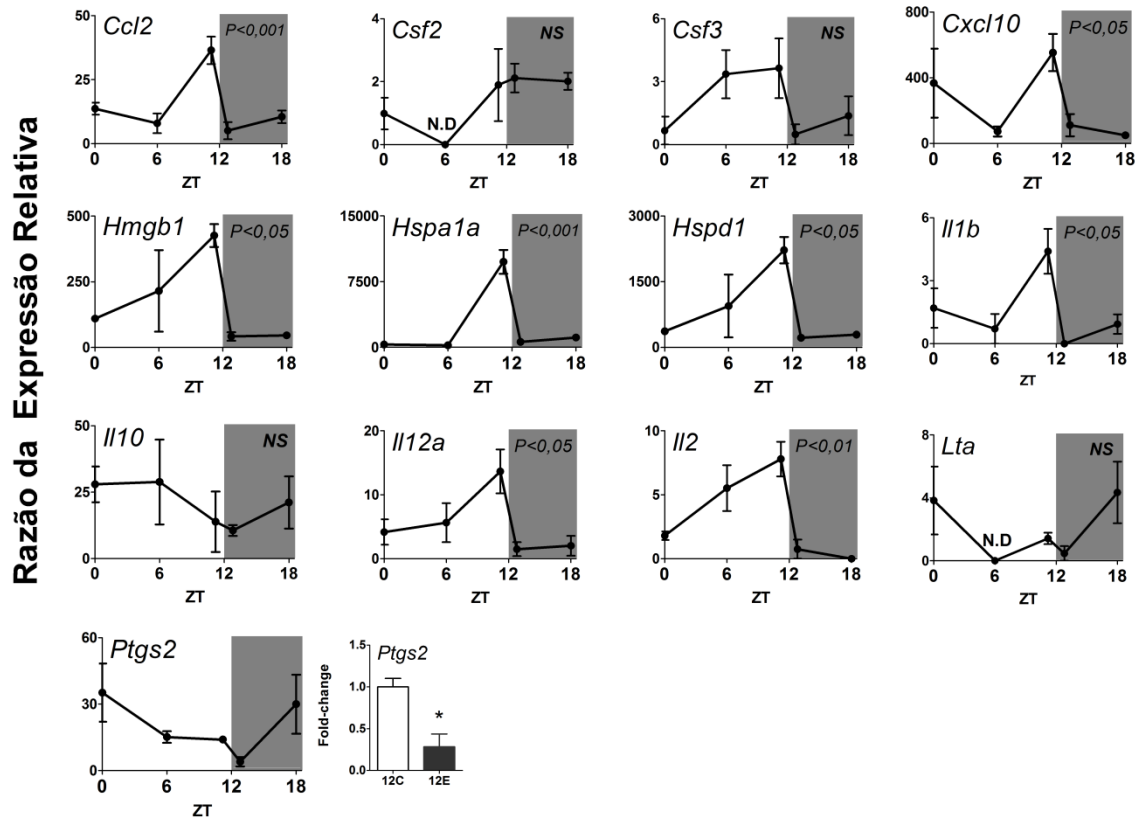 Razão da Expressão Relativa
Ccl2
P<0,001
50
25
0
0 6 12 18
ZT
Csf2
NS
4
2
0
N.D
0 6 12 18
ZT
Csf3
NS
6
3
0
0 6 12 18
ZT
Cxcl10
P<0,05
800
400
0
0 6 12 18
ZT
Hmgb1
P<0,05
500
250
0
0 6 12 18
ZT
Hspa1a
P<0,001
15000
7500
0
0 6 12 18
ZT
Hspd1
P<0,05
3000
1500
0
0 6 12 18
ZT
Il1b
P<0,05
6
3
0
0 6 12 18
ZT
Il10
NS
50
25
0
0 6 12 18
ZT
Il12a
P<0,05
20
10
0
0 6 12 18
ZT
Il2
P<0,01
10
5
0
0 6 12 18
ZT
Lta
NS
8
4
0
N.D
0 6 12 18
ZT
Ptgs2
60
30
0
0 6 12 18
ZT
Ptgs2
Fold-change
1.5
1.0
0.5
0.0
*
12C 12E